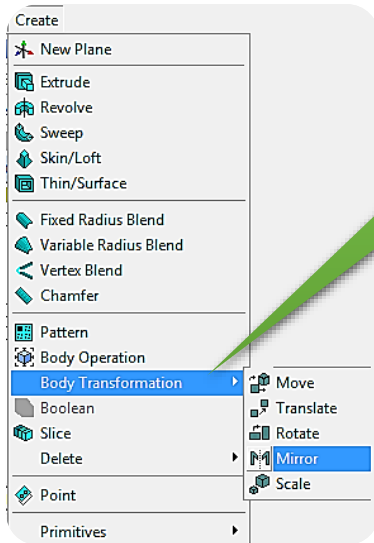 Create
New Plane
Extrude
Revolve
Sweep
Skin/Loft
Thin/Surface
Fixed Radius Blend
Variable Radius Blend
Vertex Blend
Chamfer
Pattern
Body Operation
Body Transformation
Move
Boolean
Translate
Slice
Rotate
Delete
Mirror
Scale
Point
Primitives